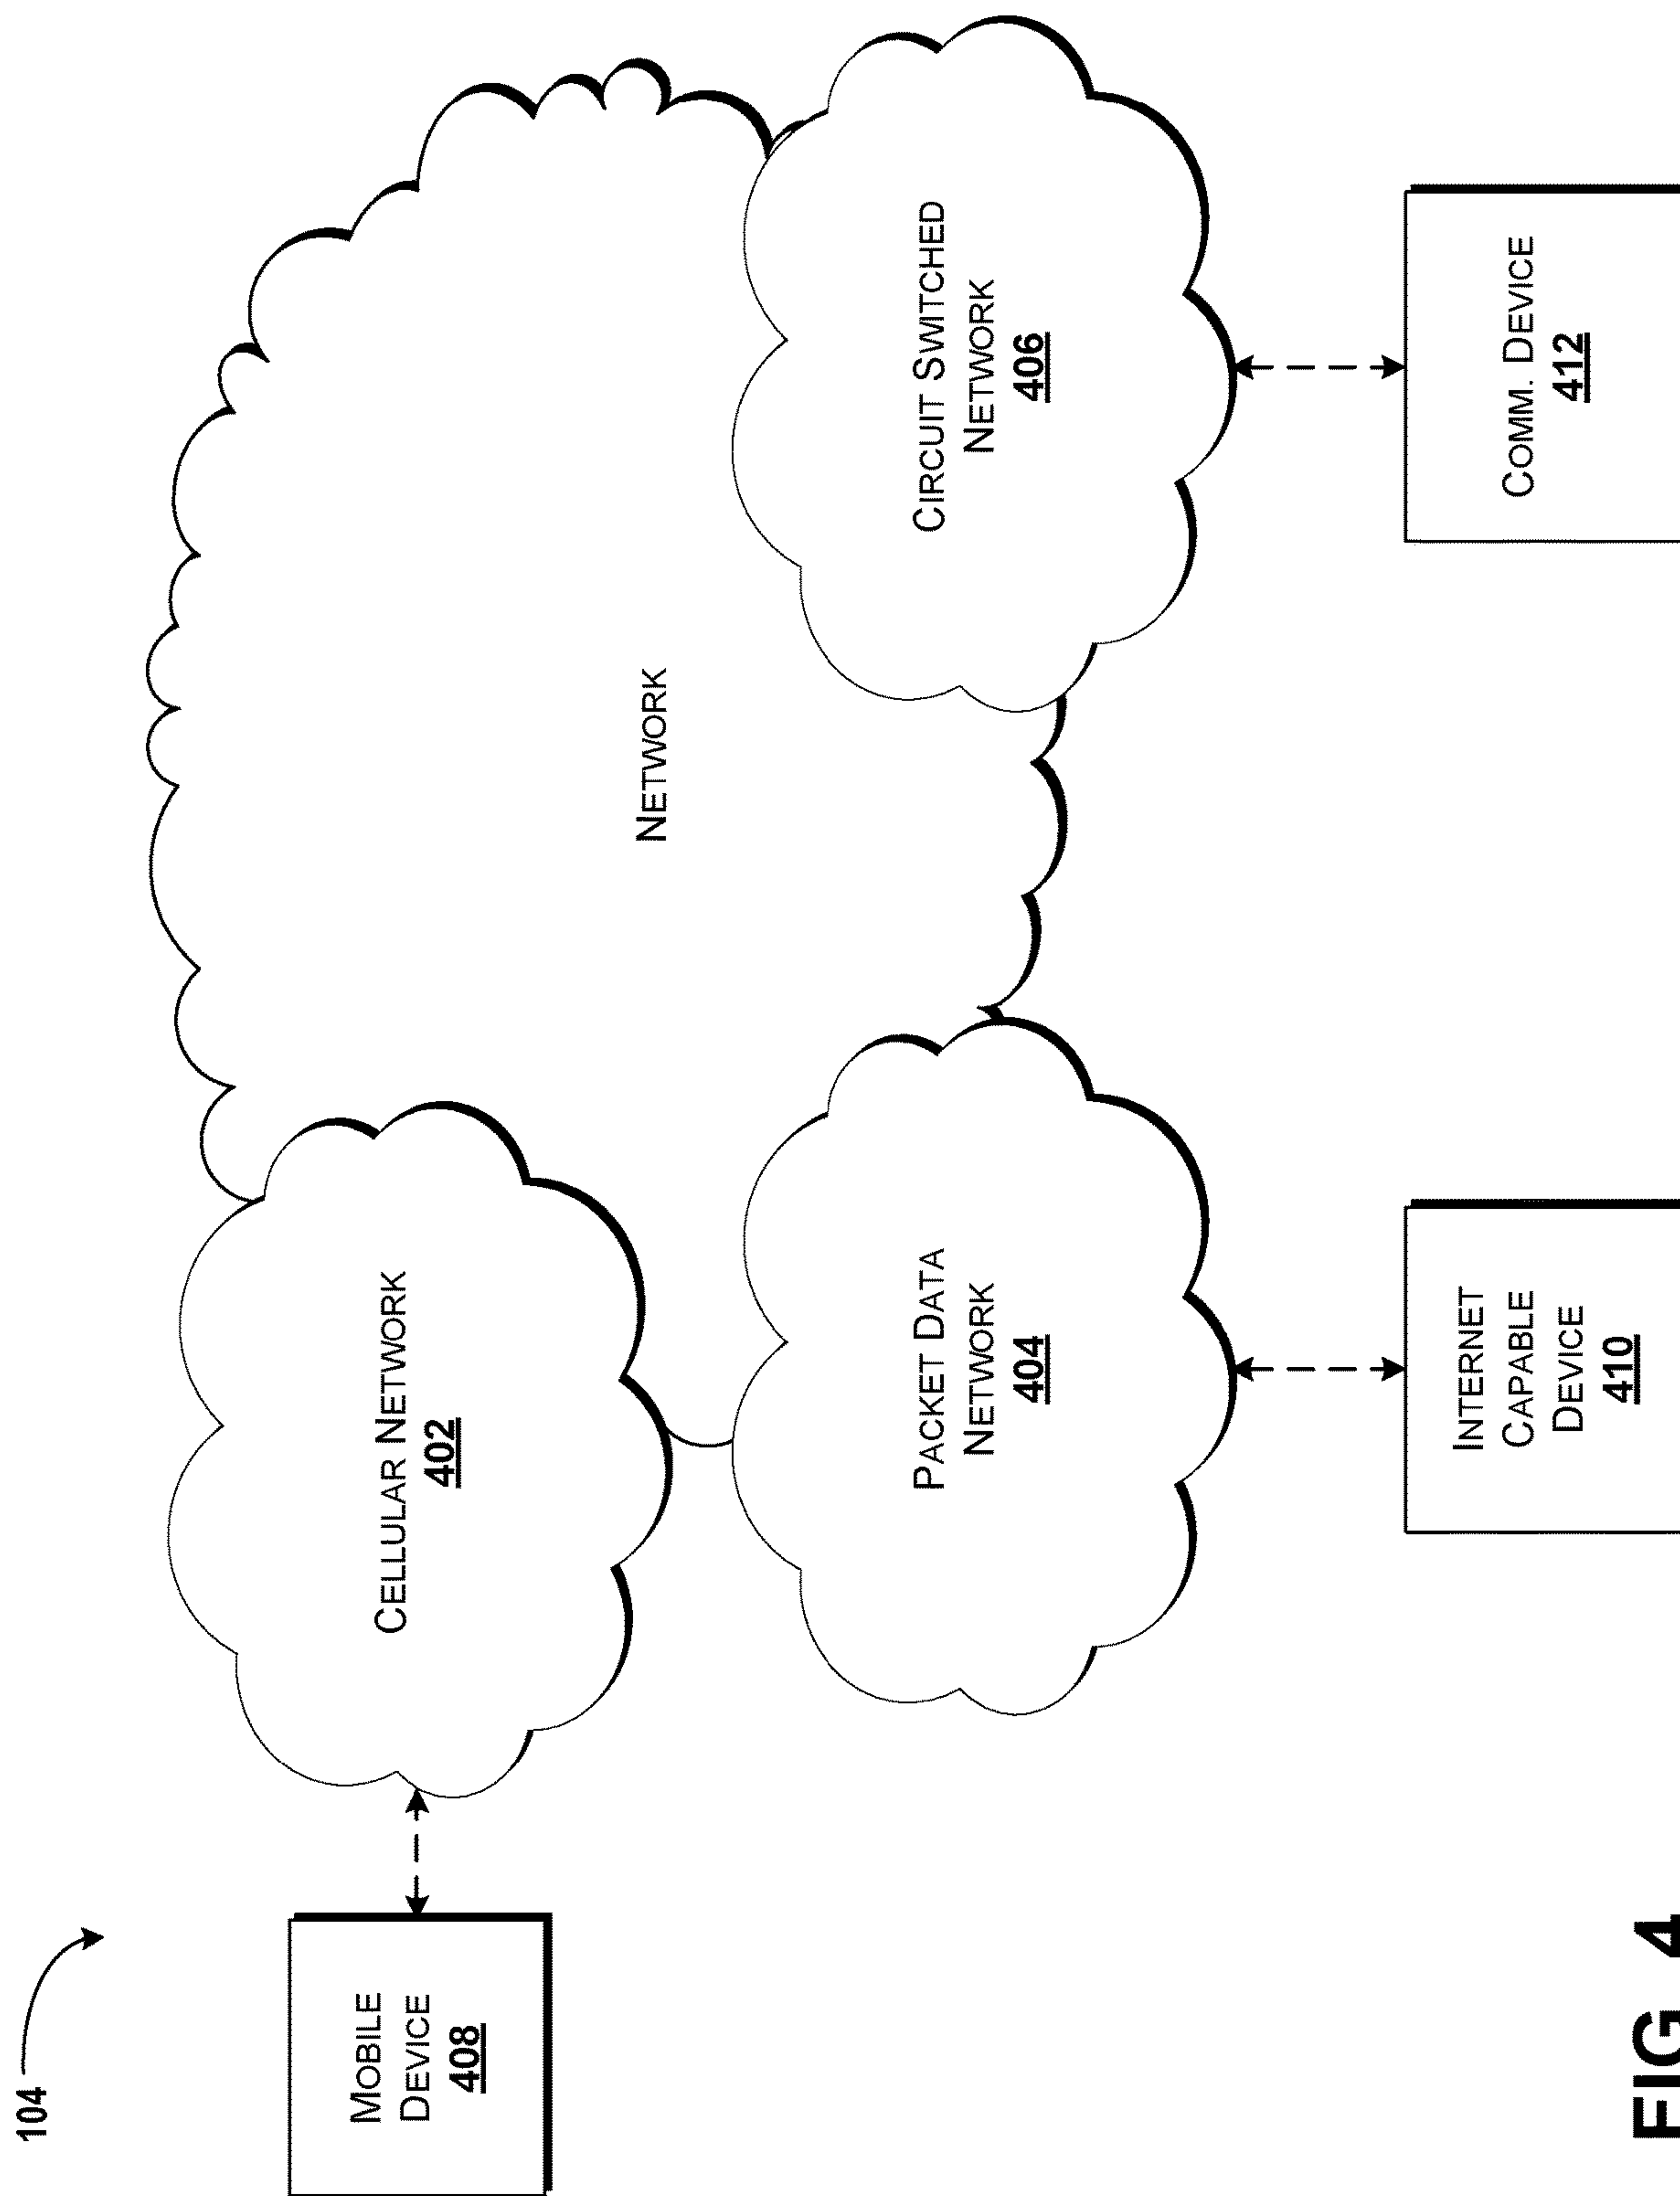 104
MOBILE
DEVICE
408
CELLULAR NETWORK
402
NETWORK
PACKET DATA
NETWORK
404
CIRCUIT SWITCHED
NETWORK
406
INTERNET
CAPABLE
DEVICE
410
COMM. DEVICE
412
FIG. 4